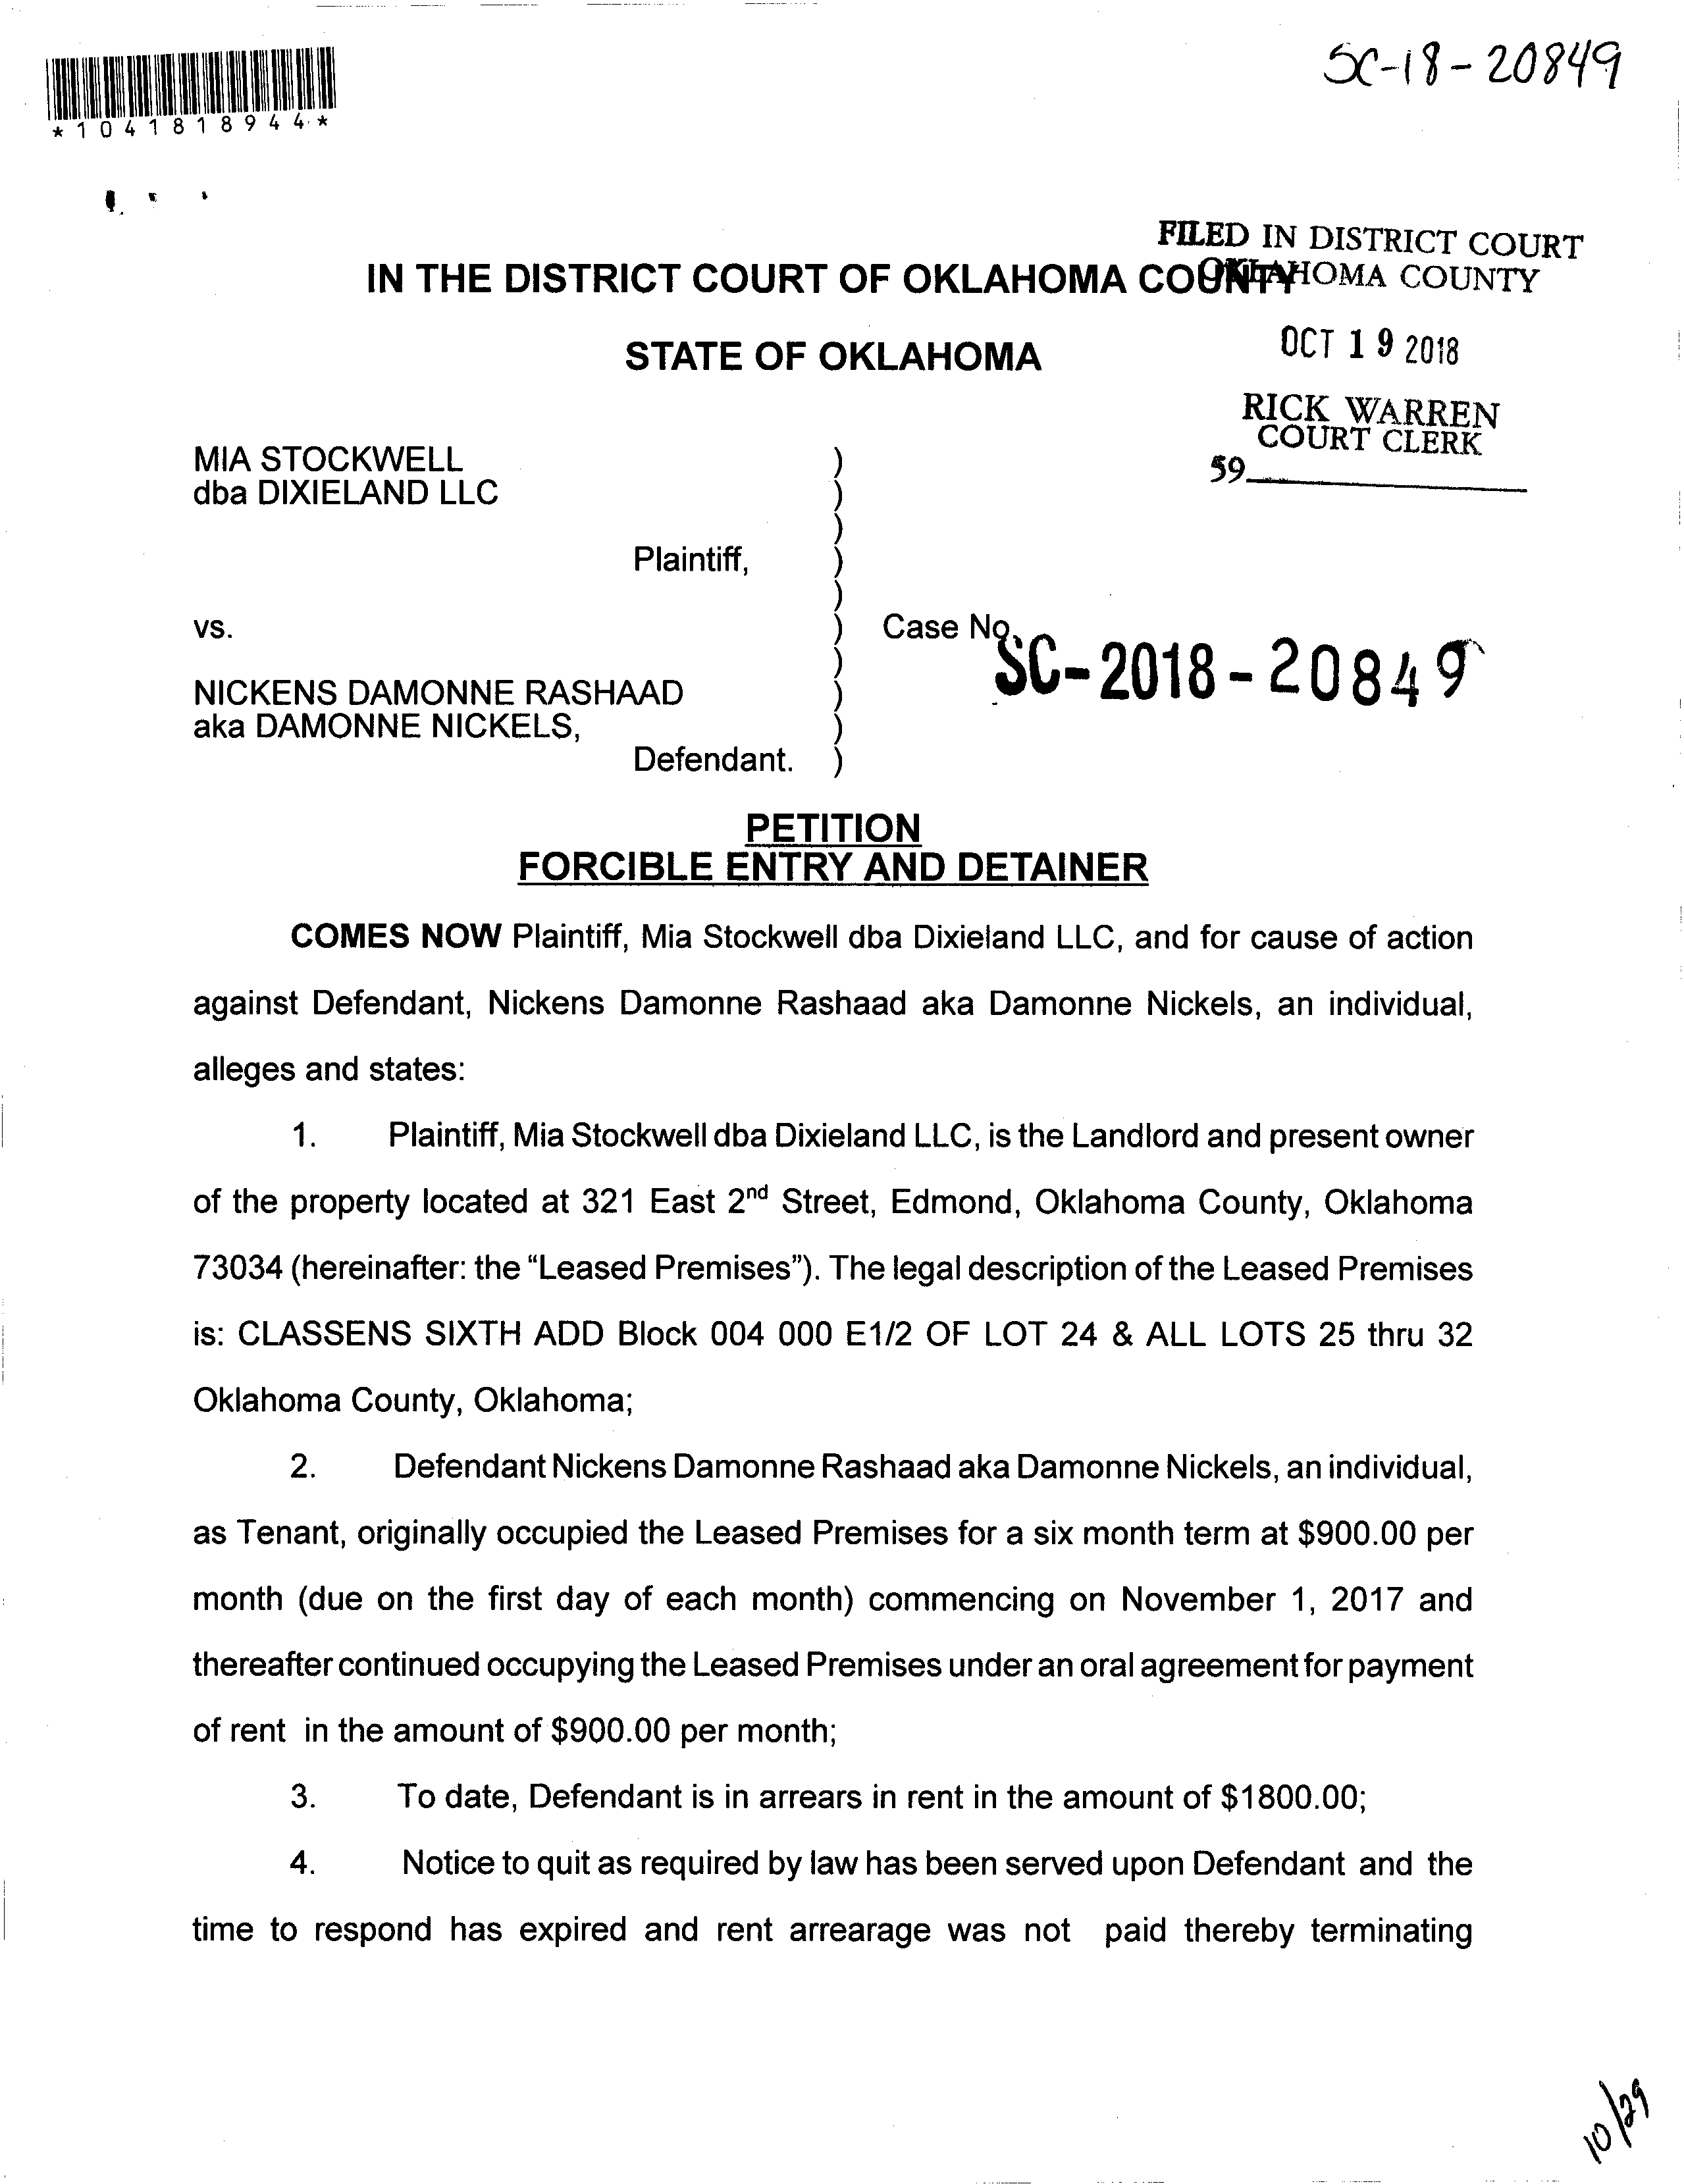 SC-18-20849
*1041818944*
FILED IN DISTRICT COURT
OKLAHOMA COUNTY
IN THE DISTRICT COURT OF OKLAHOMA COUNTY
OCT 19 2018
STATE OF OKLAHOMA
RICK WARREN
COURT CLERK
59
MIA STOCKWELL )
dba DIXIELAND LLC )
)
Plaintiff, )
)
vs. ) Case No.
SC-2018-20849
)
NICKENS DAMONNE RASHAAD )
aka DAMONNE NICKELS, )
Defendant. )
PETITION
FORCIBLE ENTRY AND DETAINER
COMES NOW Plaintiff, Mia Stockwell dba Dixieland LLC, and for cause of action
against Defendant, Nickens Damonne Rashaad aka Damonne Nickels, an individual,
alleges and states:
1. Plaintiff, Mia Stockwell dba Dixieland LLC, is the Landlord and present owner
of the property located at 321 East 2nd Street, Edmond, Oklahoma County, Oklahoma
73034 (hereinafter: the “Leased Premises”). The legal description of the Leased Premises
is: CLASSENS SIXTH ADD Block 004 000 E1/2 OF LOT 24 & ALL LOTS 25 thru 32
Oklahoma County, Oklahoma;
2. Defendant Nickens Damonne Rashaad aka Damonne Nickels, an individual,
as Tenant, originally occupied the Leased Premises for a six month term at $900.00 per
month (due on the first day of each month) commencing on November 1, 2017 and
thereafter continued occupying the Leased Premises under an oral agreement for payment
of rent in the amount of $900.00 per month;
3. To date, Defendant is in arrears in rent in the amount of $1800.00;
4. Notice to quit as required by law has been served upon Defendant and the
time to respond has expired and rent arrearage was not paid thereby terminating
10/29